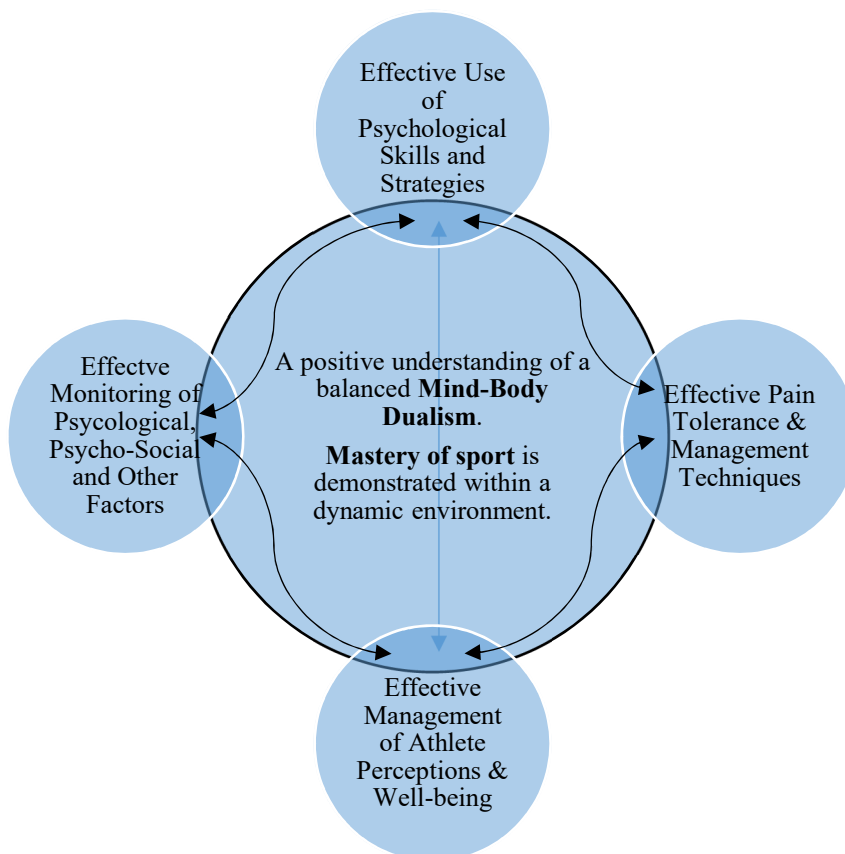 Effective Use
of
Psychological
Skills and
Strategies
Effectve
Monitoring of
Psycological,
Psycho-Social
and Other
Factors
A positive understanding of a
balanced Mind-Body
Dualism.
Mastery of sport is
demonstrated within a
dynamic environment.
Effective Pain
Tolerance &
Management
Techniques
Effective
Management
of Athlete
Perceptions &
Well-being